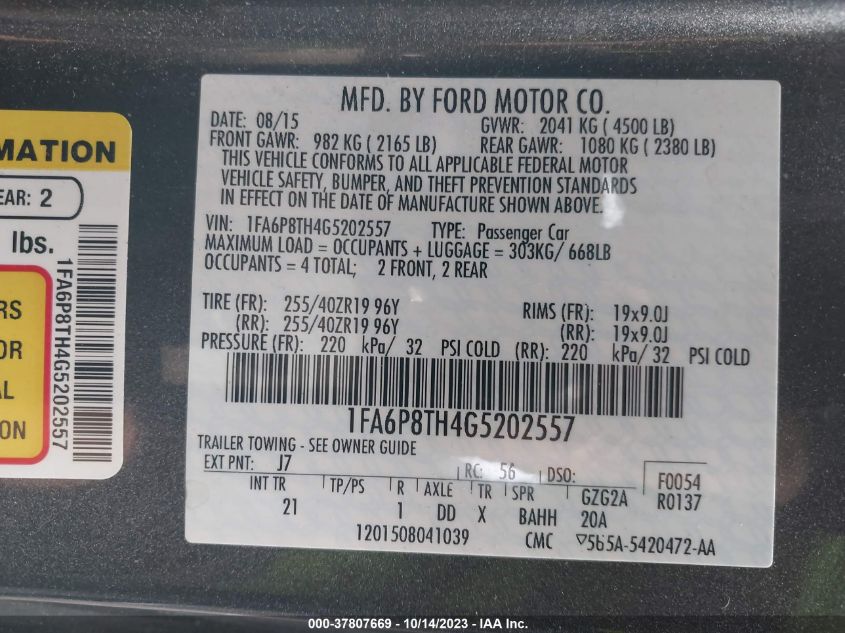 MATION
EAR: 2
lbs.
RS
OR
AL
ION
1FA6P8TH4G5202557
MFD. BY FORD MOTOR CO.
DATE: 08/15 GVWR: 2041 KG ( 4500 LB)
FRONT GAWR: 982 KG ( 2165 LB) REAR GAWR: 1080 KG ( 2380 LB)
THIS VEHICLE CONFORMS TO ALL APPLICABLE FEDERAL MOTOR
VEHICLE SAFETY, BUMPER, AND THEFT PREVENTION STANDARDS
IN EFFECT ON THE DATE OF MANUFACTURE SHOWN ABOVE.
VIN: 1FA6P8TH4G5202557 TYPE: Passenger Car
MAXIMUM LOAD = OCCUPANTS + LUGGAGE = 303KG/ 668LB
OCCUPANTS = 4 TOTAL; 2 FRONT, 2 REAR
TIRE (FR): 255/40ZR19 96Y RIMS (FR): 19x9.0J
(RR): 255/40ZR19 96Y (RR): 19x9.0J
PRESSURE (FR): 220 kPa/ 32 PSI COLD (RR): 220 kPa/ 32 PSI COLD
1FA6P8TH4G5202557
TRAILER TOWING - SEE OWNER GUIDE
EXT PNT: J7 RC: 56 DSO: F0054
INT TR TP/PS R AXLE TR SPR GZG2A R0137
21 1 DD X BAHH 20A
1201508041039 CMC ▽5b5A-5420472-AA
000-37807669 - 10/14/2023 - IAA Inc.